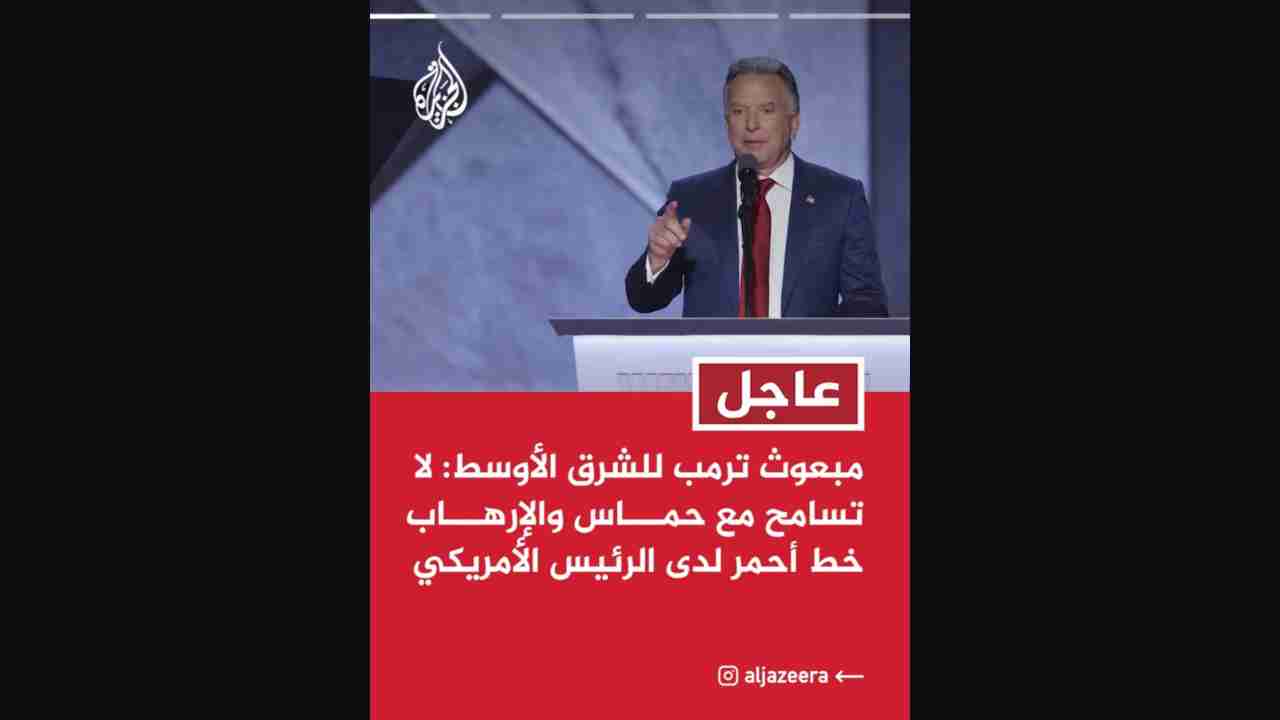 الجزيرة
عاجل
مبعوث ترمب للشرق الأوسط: لا
تسامح مع حمـــاس والإرهـــاب
خط أحمر لدى الرئيس الأمريكي
aljazeera